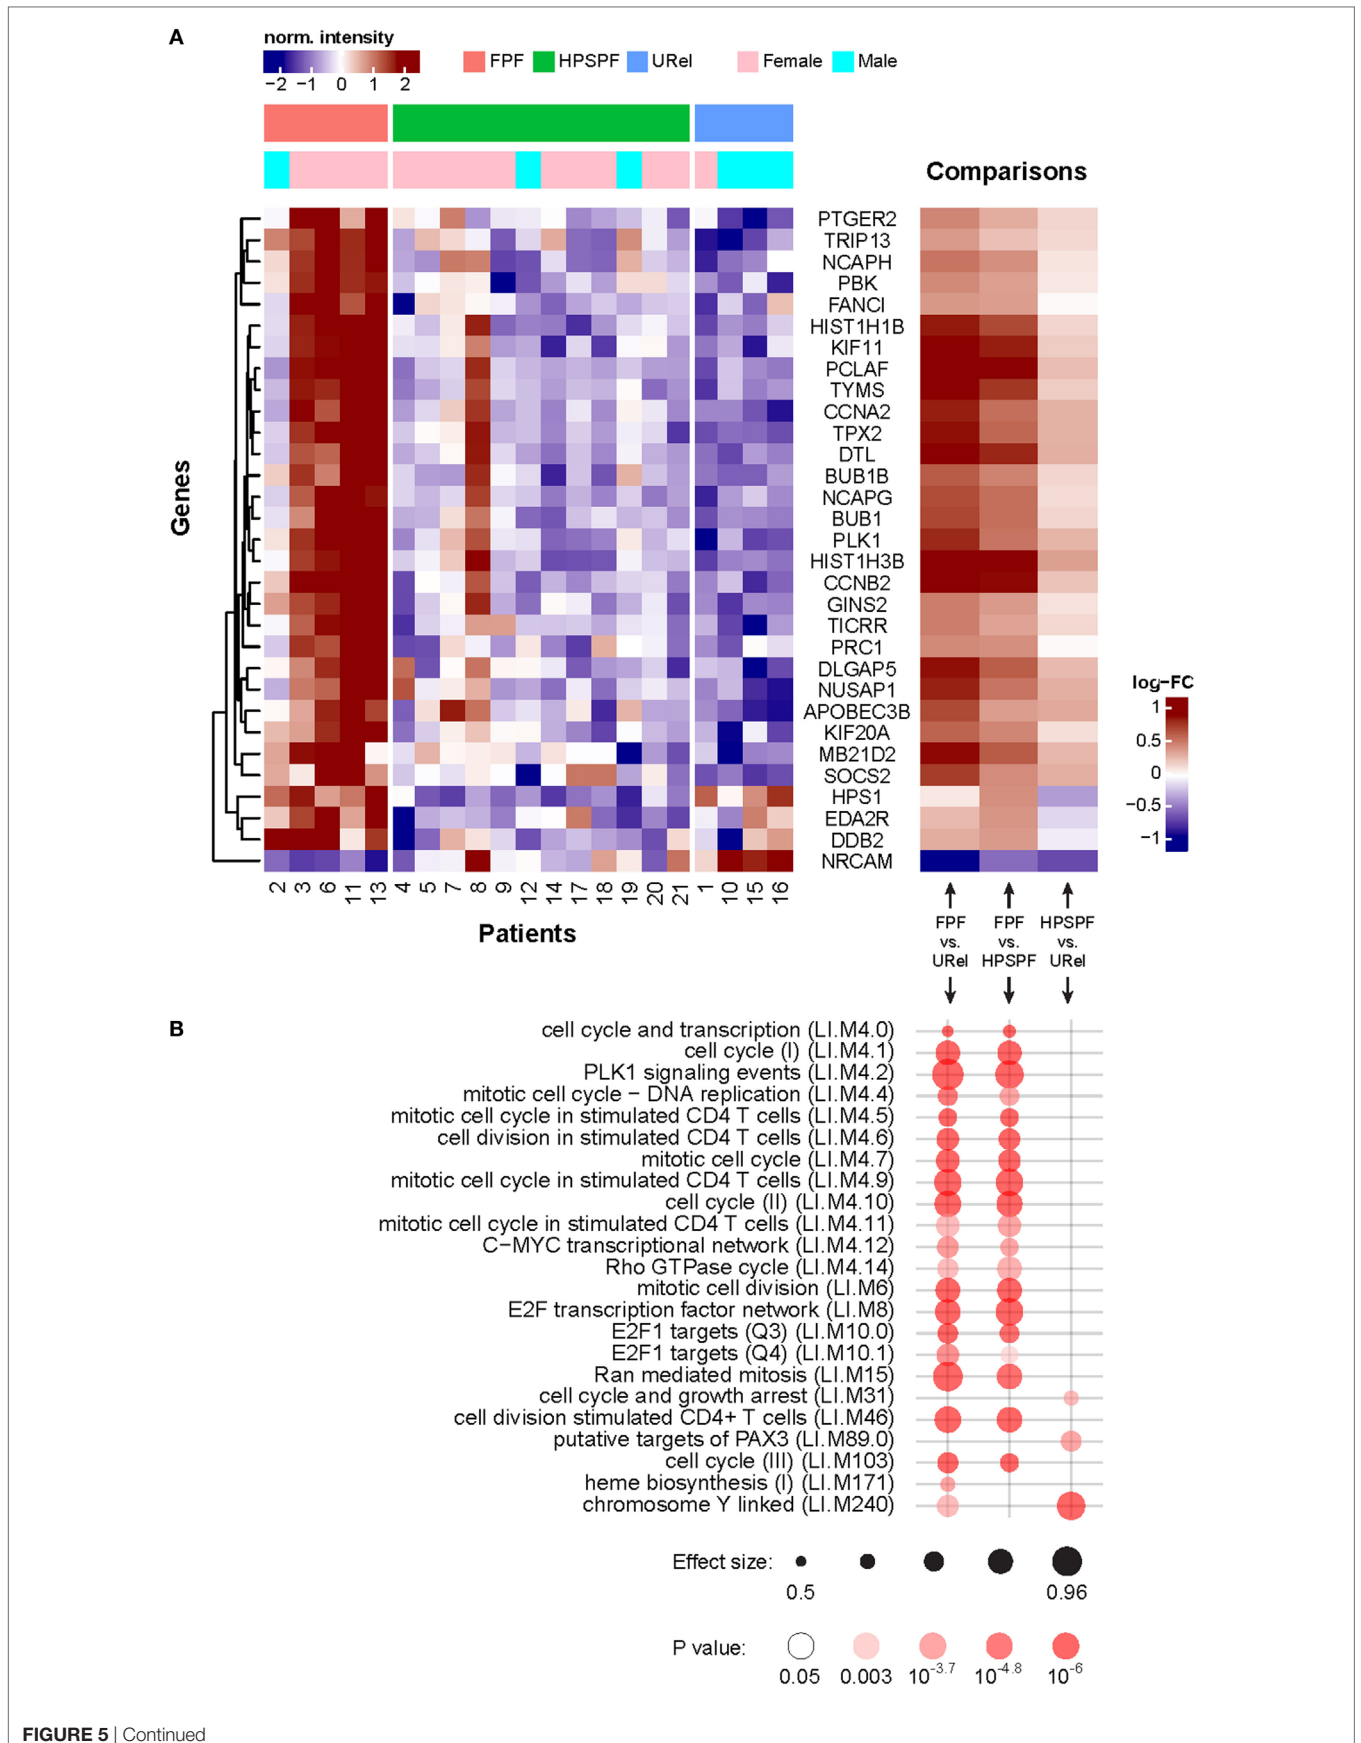 A
norm. intensity
−2 −1 0 1 2
FPF HPSPF URel Female Male
Comparisons
PTGER2
TRIP13
NCAPH
PBK
FANCI
HIST1H1B
KIF11
PCLAF
TYMS
CCNA2
TPX2
DTL
BUB1B
NCAPG
BUB1
PLK1
HIST1H3B
CCNB2
GINS2
TICRR
PRC1
DLGAP5
NUSAP1
APOBEC3B
KIF20A
MB21D2
SOCS2
HPS1
EDA2R
DDB2
NRCAM
Genes
log−FC
1
0.5
0
−0.5
−1
2 3 6 11 13 4 5 7 8 9 12 14 17 18 19 20 21 1 10 15 16
Patients
FPF vs. URel
FPF vs. HPSPF
HPSPF vs. URel
B
cell cycle and transcription (LI.M4.0)
cell cycle (I) (LI.M4.1)
PLK1 signaling events (LI.M4.2)
mitotic cell cycle − DNA replication (LI.M4.4)
mitotic cell cycle in stimulated CD4 T cells (LI.M4.5)
cell division in stimulated CD4 T cells (LI.M4.6)
mitotic cell cycle (LI.M4.7)
mitotic cell cycle in stimulated CD4 T cells (LI.M4.9)
cell cycle (II) (LI.M4.10)
mitotic cell cycle in stimulated CD4 T cells (LI.M4.11)
C−MYC transcriptional network (LI.M4.12)
Rho GTPase cycle (LI.M4.14)
mitotic cell division (LI.M6)
E2F transcription factor network (LI.M8)
E2F1 targets (Q3) (LI.M10.0)
E2F1 targets (Q4) (LI.M10.1)
Ran mediated mitosis (LI.M15)
cell cycle and growth arrest (LI.M31)
cell division stimulated CD4+ T cells (LI.M46)
putative targets of PAX3 (LI.M89.0)
cell cycle (III) (LI.M103)
heme biosynthesis (I) (LI.M171)
chromosome Y linked (LI.M240)
Effect size:
0.5 0.96
P value:
0.05 0.003 10^-3.7 10^-4.8 10^-6
FIGURE 5 | Continued